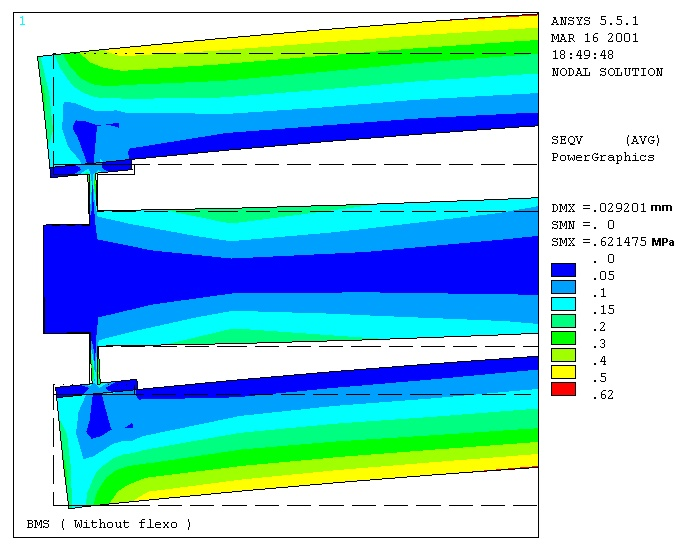 1
ANSYS 5.5.1
MAR 16 2001
18:49:48
NODAL SOLUTION
SEQV (AVG)
PowerGraphics
DMX =.029201 mm
SMN =. 0
SMX =.621475 MPa
. 0
.05
.1
.15
.2
.3
.4
.5
.62
BMS ( Without flexo )